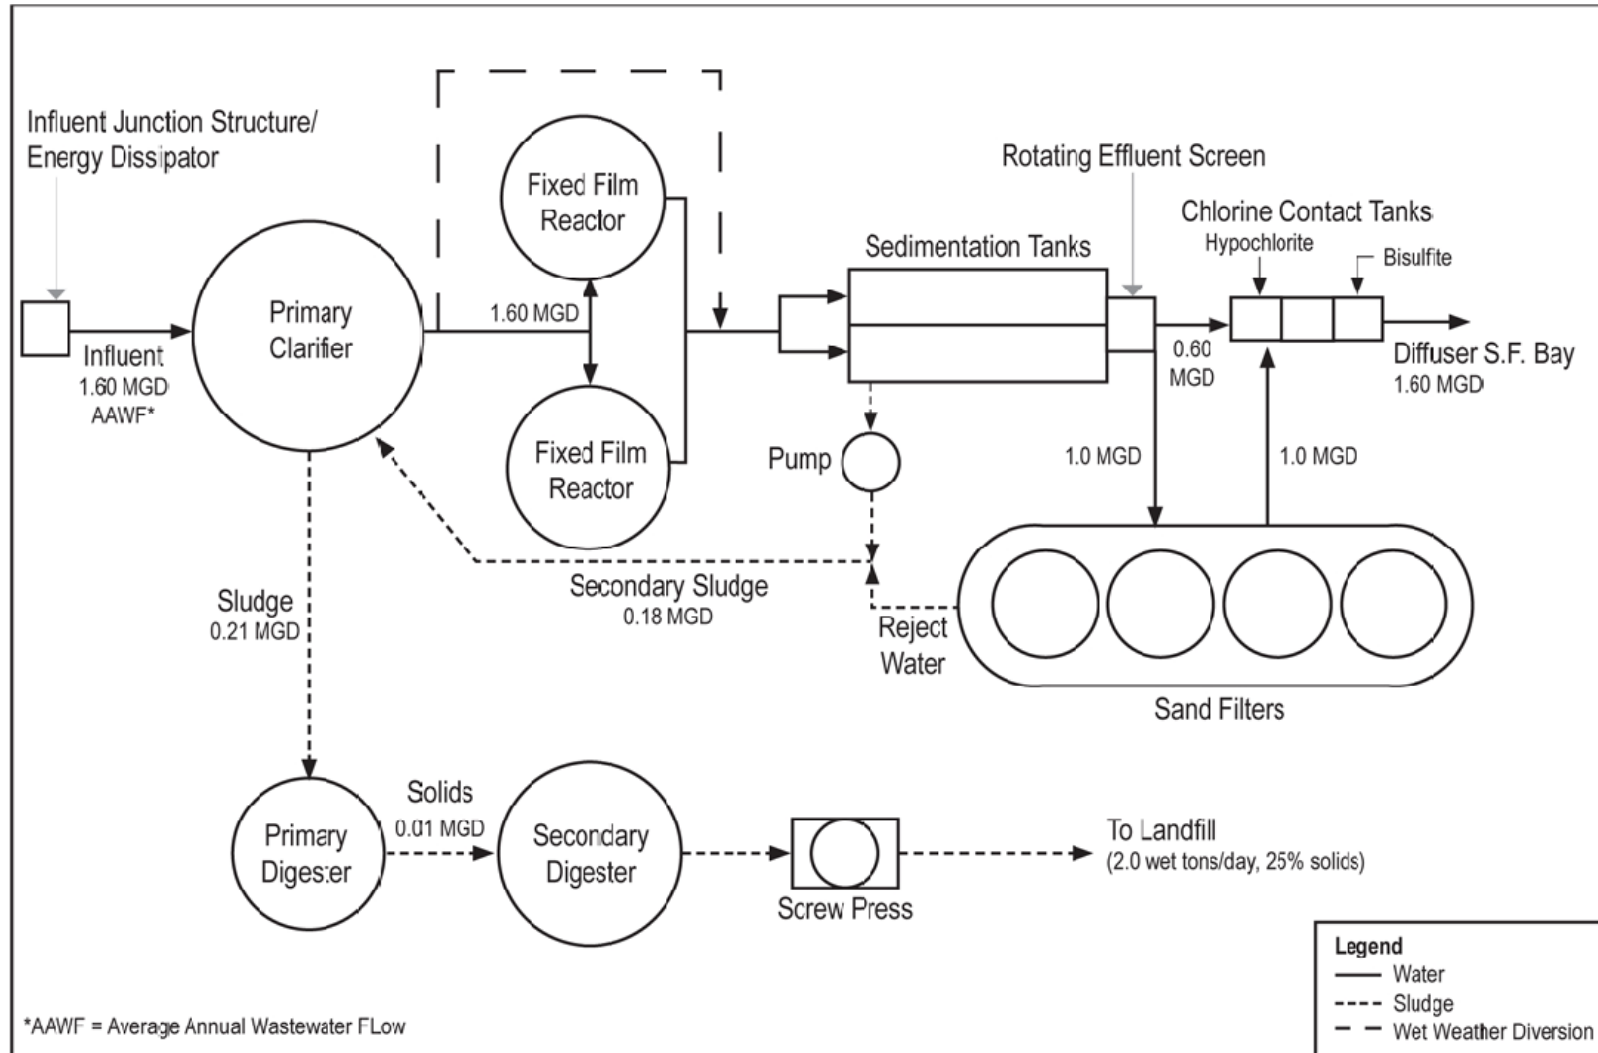 Influent Junction Structure/
Energy Dissipator
Influent
1.60 MGD
AAWF*
Primary
Clarifier
1.60 MGD
Fixed Film
Reactor
Fixed Film
Reactor
Sedimentation Tanks
Rotating Effluent Screen
Chlorine Contact Tanks
Hypochlorite
Bisulfite
0.60
MGD
Diffuser S.F. Bay
1.60 MGD
Pump
1.0 MGD
1.0 MGD
Secondary Sludge
0.18 MGD
Reject
Water
Sand Filters
Sludge
0.21 MGD
Primary
Digester
Solids
0.01 MGD
Secondary
Digester
Screw Press
To Landfill
(2.0 wet tons/day, 25% solids)
Legend
Water
Sludge
Wet Weather Diversion
*AAWF = Average Annual Wastewater FLow